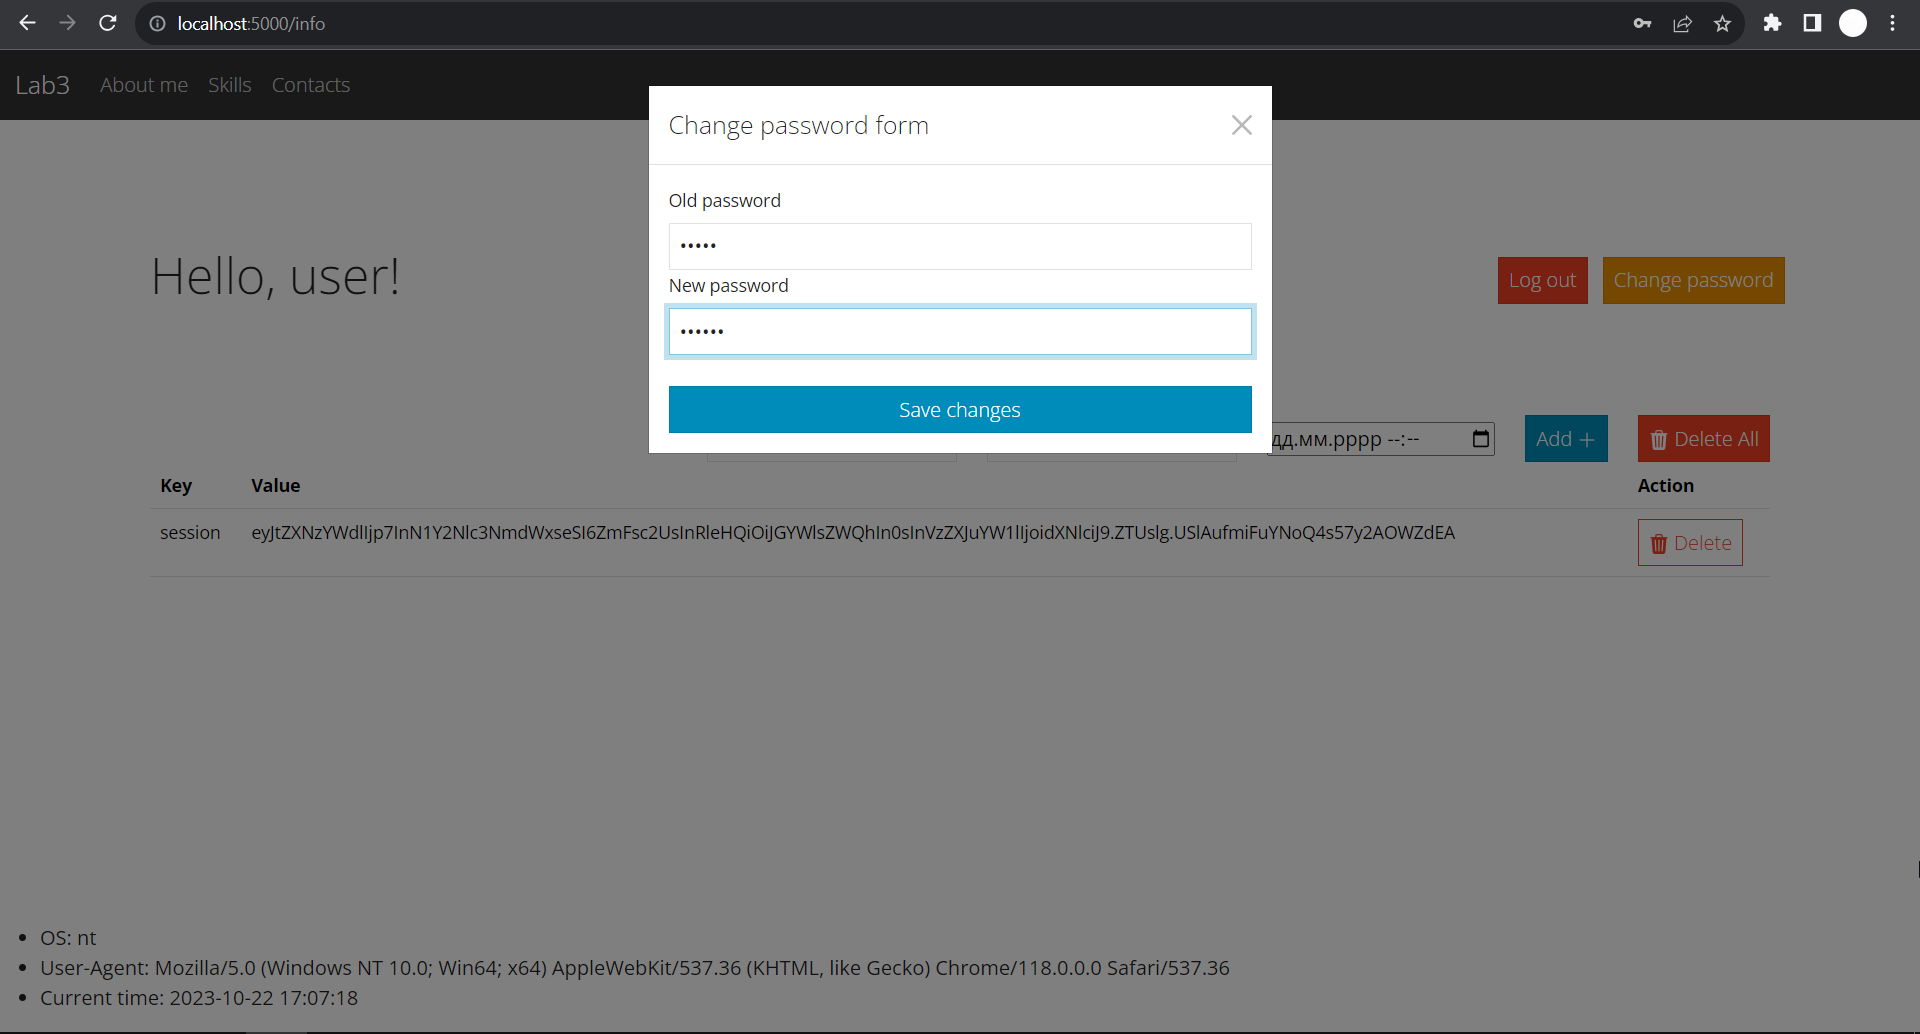 localhost:5000/info
Lab3 About me Skills Contacts
Change password form
Old password
•••••
Hello, user!
Log out Change password
New password
••••••
Save changes
дд.мм.рррр --:--
Add +
Delete All
Key Value Action
session eyJtZXNzYWdlIjp7InN1Y2Nlc3NmdWxseSI6ZmFsc2UsInRleHQiOiJGYWlsZWQhIn0sInVzZXJuYW1lIjoidXNlciJ9.ZTUslg.USlAufmiFuYNoQ4s57y2AOWZdEA Delete
• OS: nt
• User-Agent: Mozilla/5.0 (Windows NT 10.0; Win64; x64) AppleWebKit/537.36 (KHTML, like Gecko) Chrome/118.0.0.0 Safari/537.36
• Current time: 2023-10-22 17:07:18